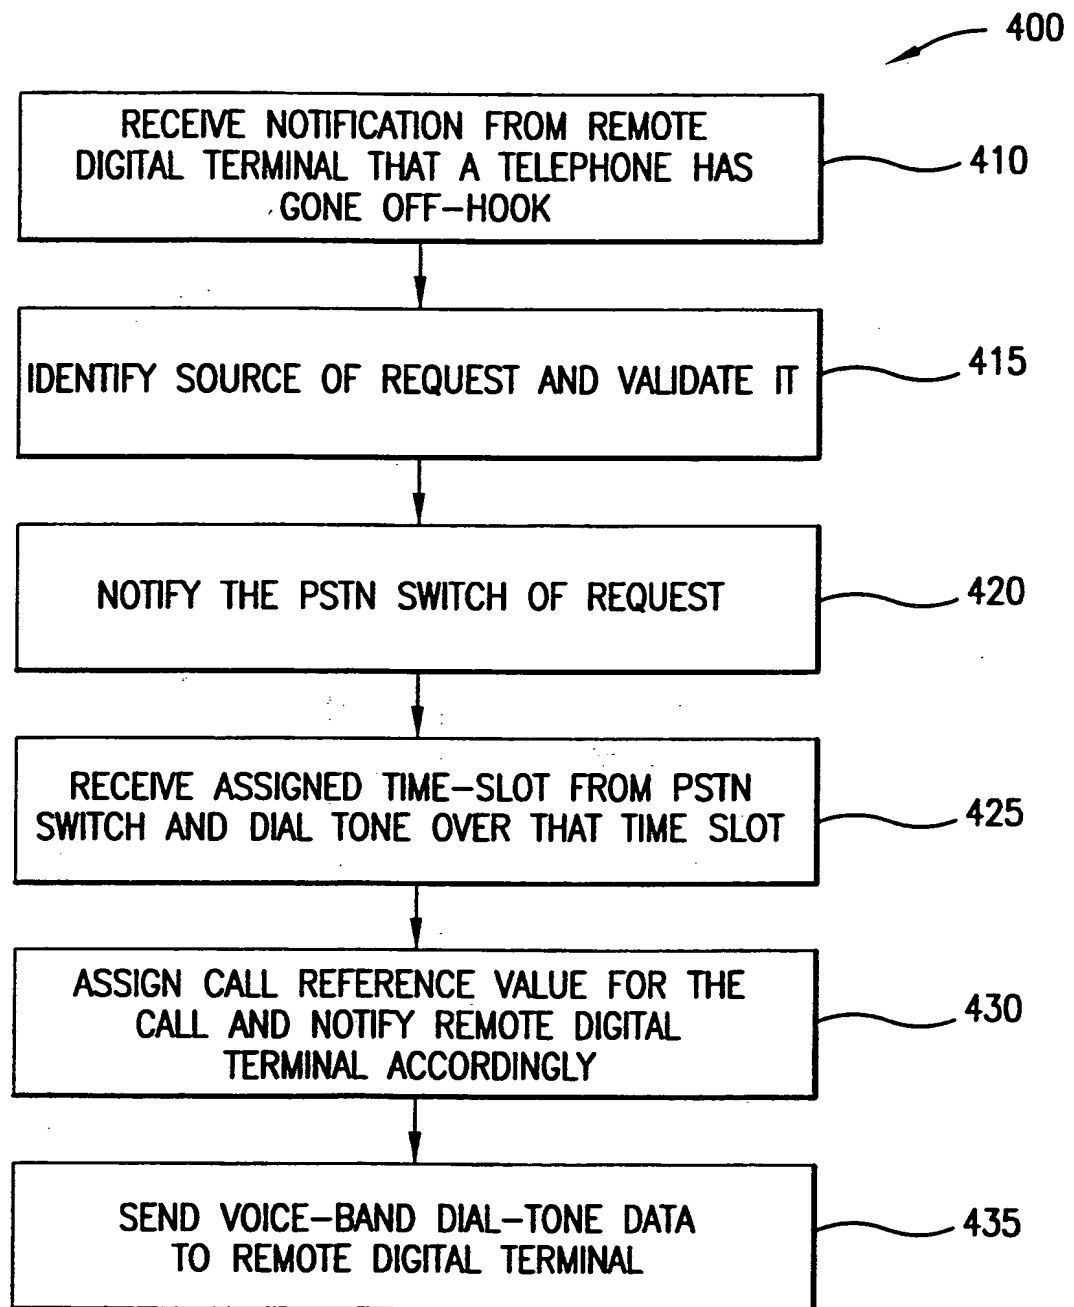 400
RECEIVE NOTIFICATION FROM REMOTE
DIGITAL TERMINAL THAT A TELEPHONE HAS
GONE OFF-HOOK
410
IDENTIFY SOURCE OF REQUEST AND VALIDATE IT
415
NOTIFY THE PSTN SWITCH OF REQUEST
420
RECEIVE ASSIGNED TIME-SLOT FROM PSTN
SWITCH AND DIAL TONE OVER THAT TIME SLOT
425
ASSIGN CALL REFERENCE VALUE FOR THE
CALL AND NOTIFY REMOTE DIGITAL
TERMINAL ACCORDINGLY
430
SEND VOICE-BAND DIAL-TONE DATA
TO REMOTE DIGITAL TERMINAL
435